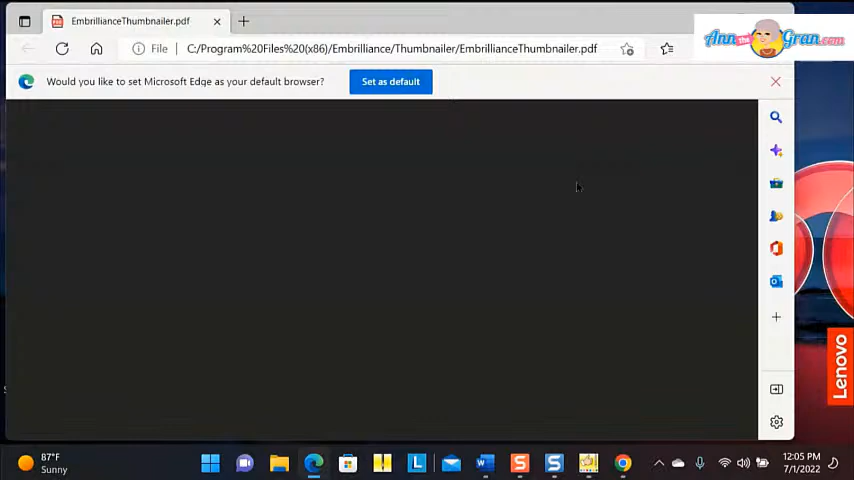 EmbrillianceThumbnailer.pdf
Ann the Gran.com
File C:/Program%20Files%20(x86)/Embrilliance/Thumbnailer/EmbrillianceThumbnailer.pdf
Would you like to set Microsoft Edge as your default browser? Set as default
Lenovo
87°F
Sunny
12:05 PM
7/1/2022